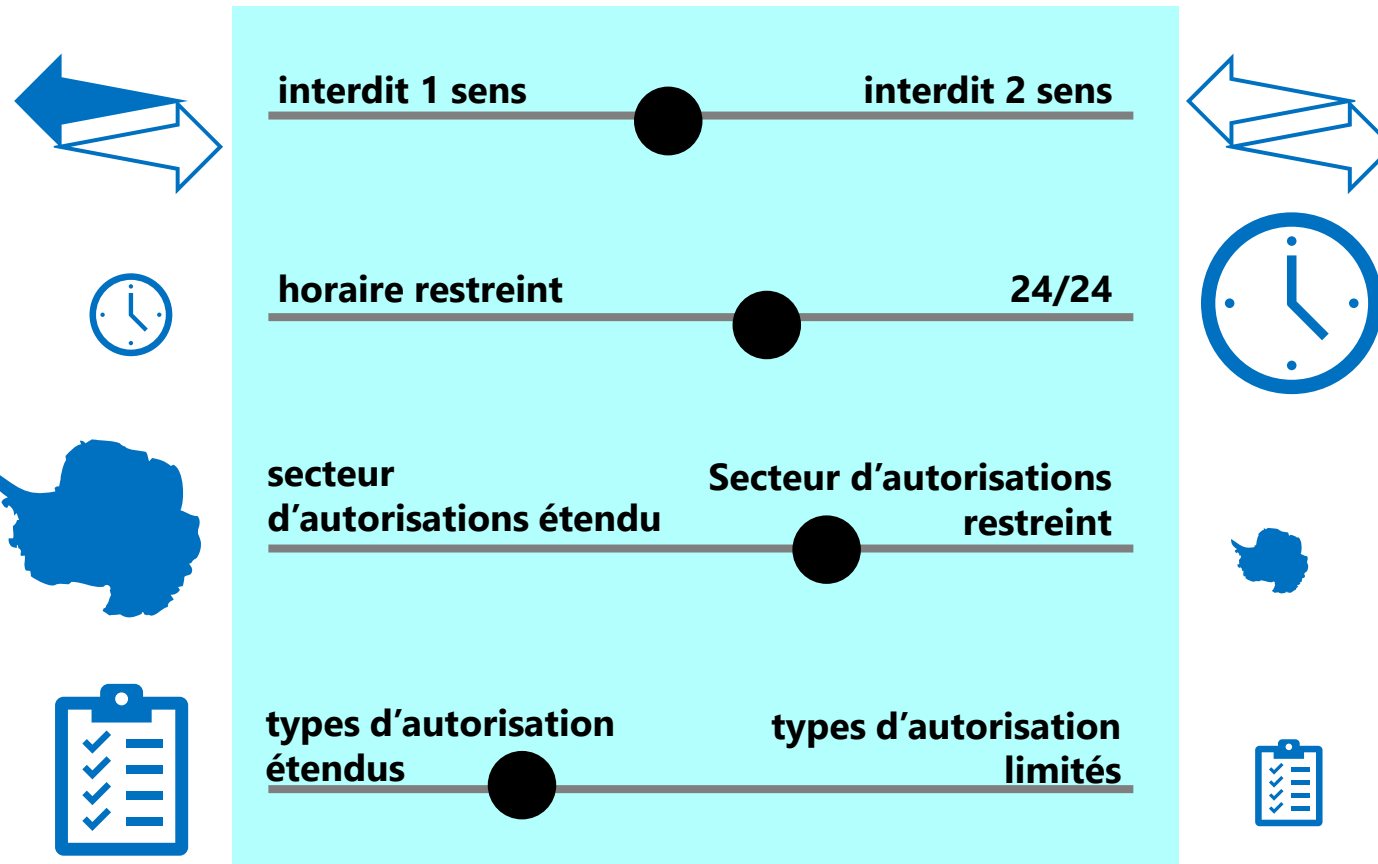 interdit 1 sens
interdit 2 sens
horaire restreint
24/24
secteur
d’autorisations étendu
Secteur d’autorisations
restreint
types d’autorisation
étendus
types d’autorisation
limités